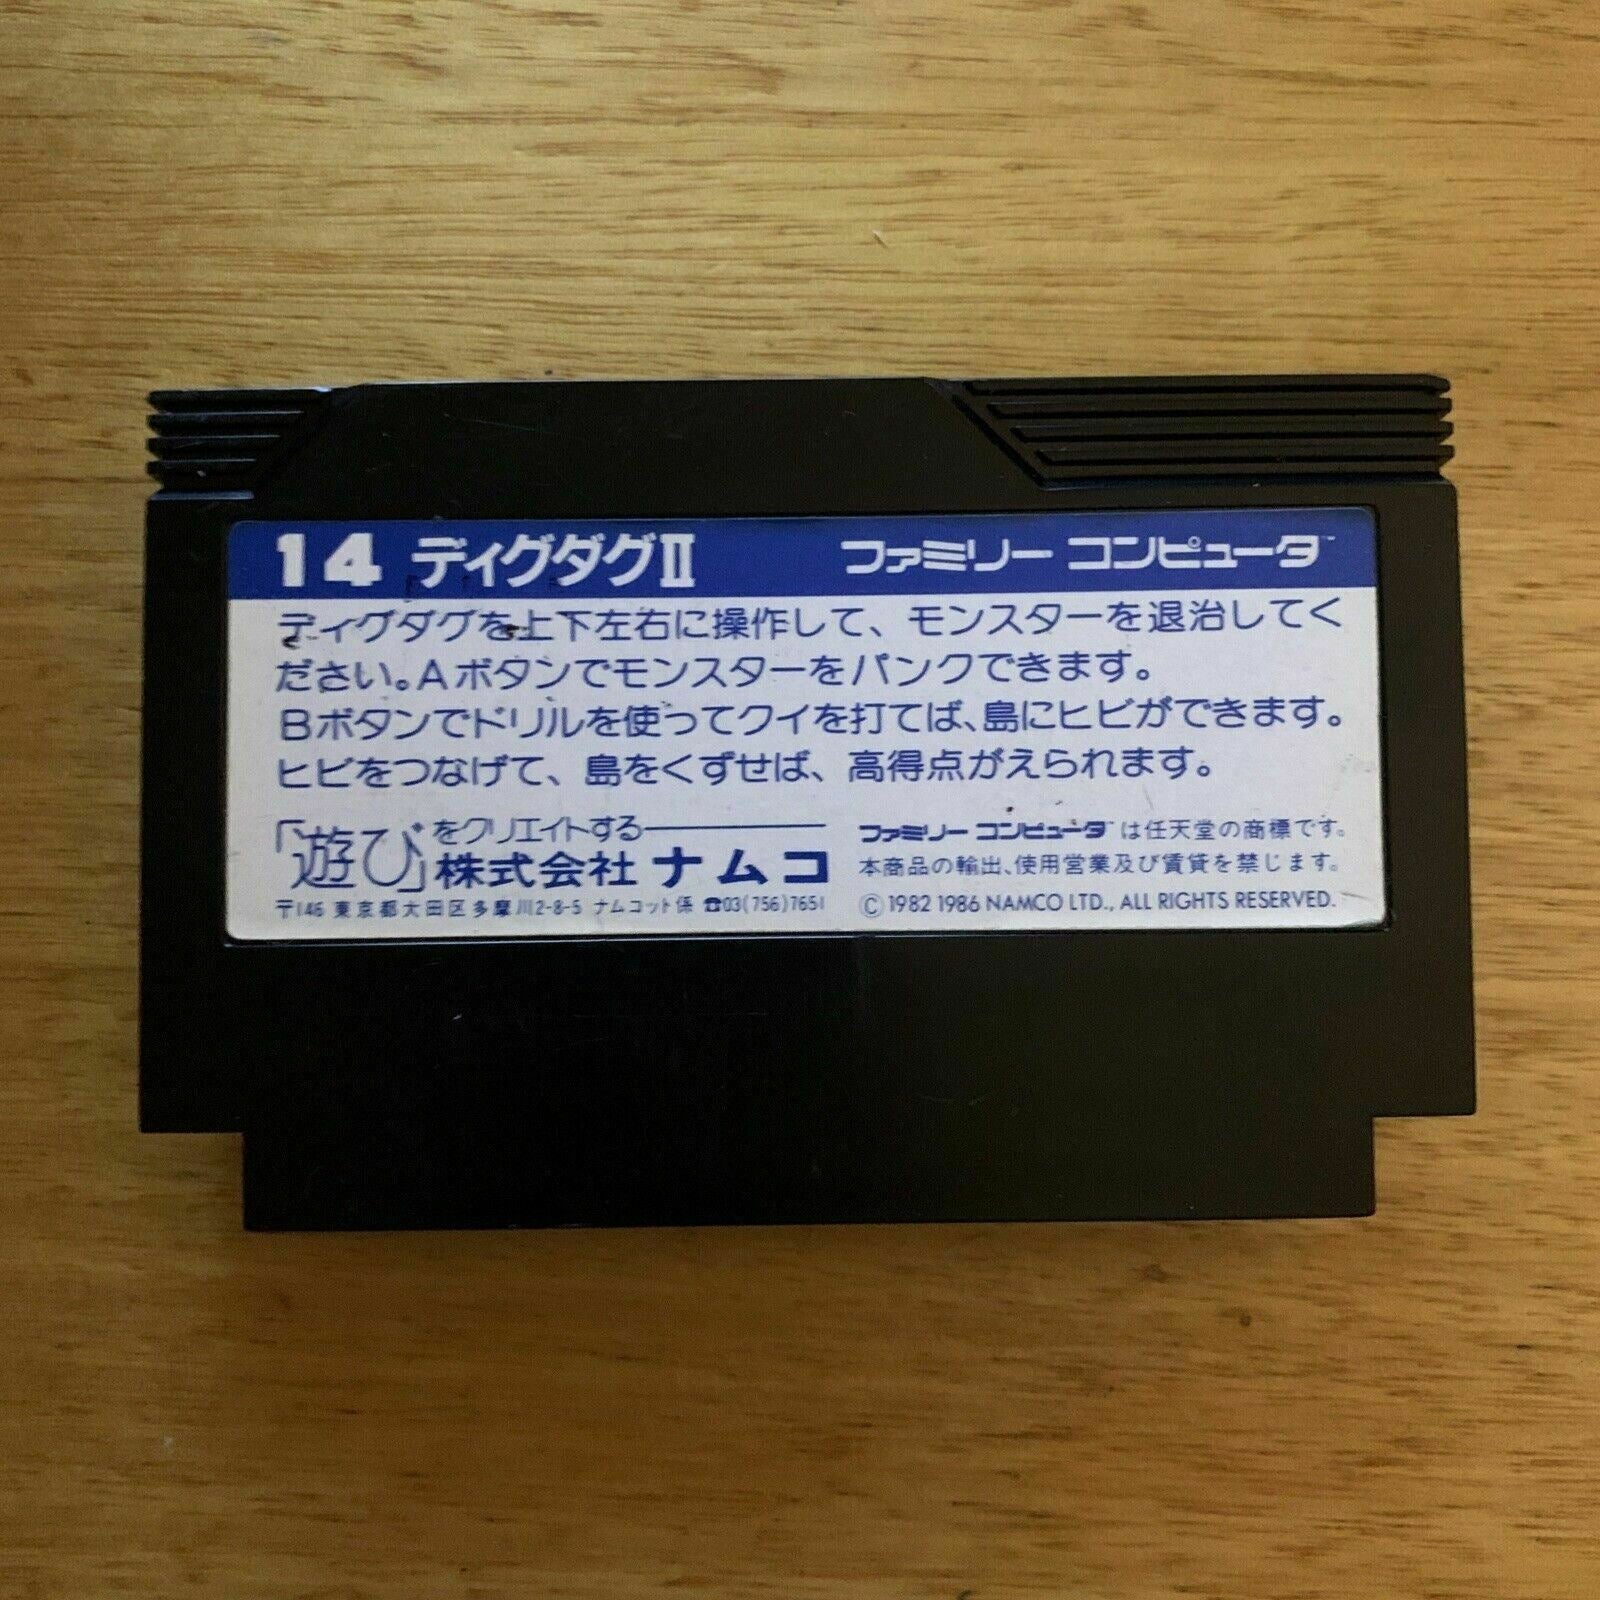 14 ディグダグII ファミリー コンピュータ™
ディグダグを上下左右に操作して、モンスターを退治してく
ださい。Aボタンでモンスターをパンクできます。
Bボタンでドリルを使ってクイを打てば、島にヒビができます。
ヒビをつなげて、島をくずせば、高得点がえられます。
「遊び」をクリエイトする――
株式会社 ナムコ
〒146 東京都大田区多摩川2-8-5 ナムコット係 ☎03(756)7651
ファミリー コンピュータ™は任天堂の商標です。
本商品の輸出、使用営業及び賃貸を禁じます。
© 1982 1986 NAMCO LTD., ALL RIGHTS RESERVED.